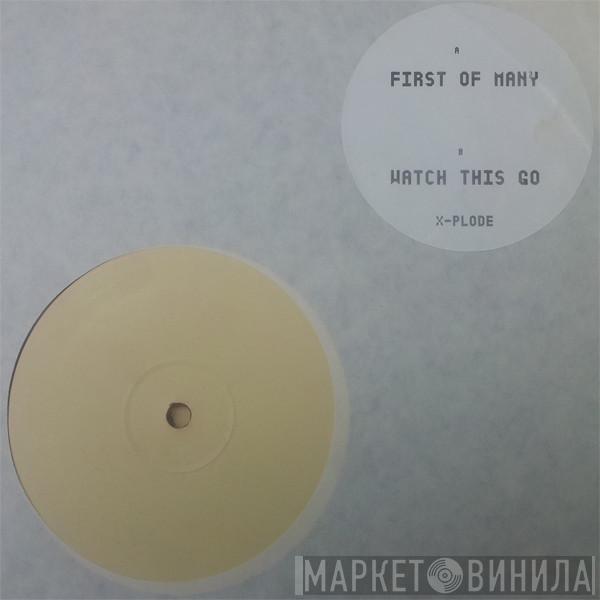 A
FIRST OF MANY
B
WATCH THIS GO
X-PLODE
МАРКЕТ ВИНИЛА